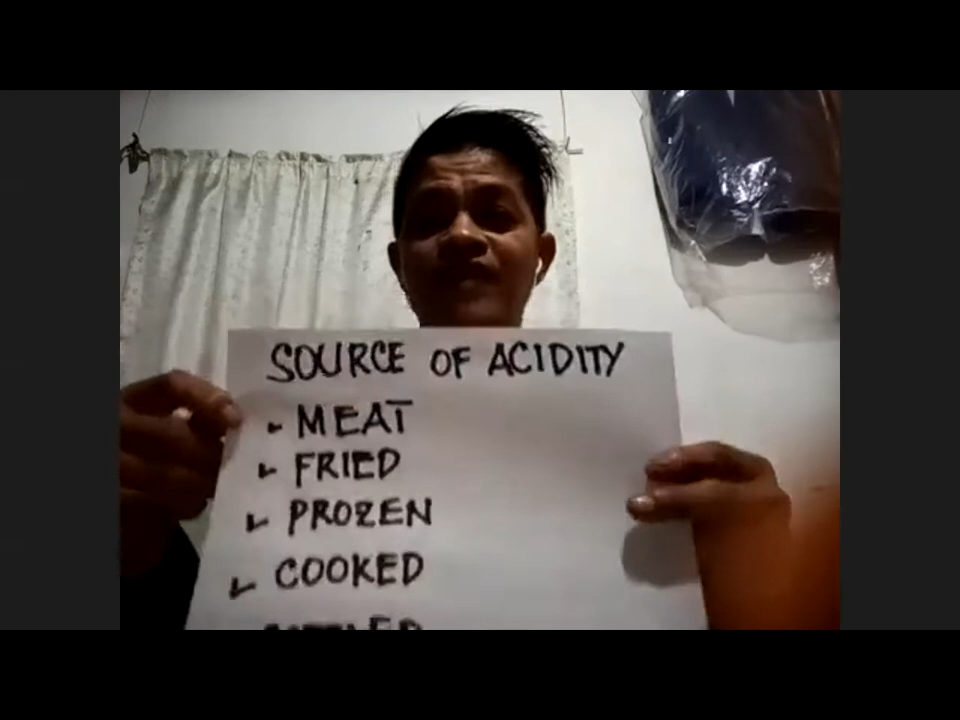 SOURCE OF ACIDITY
MEAT
FRIED
PROZEN
COOKED